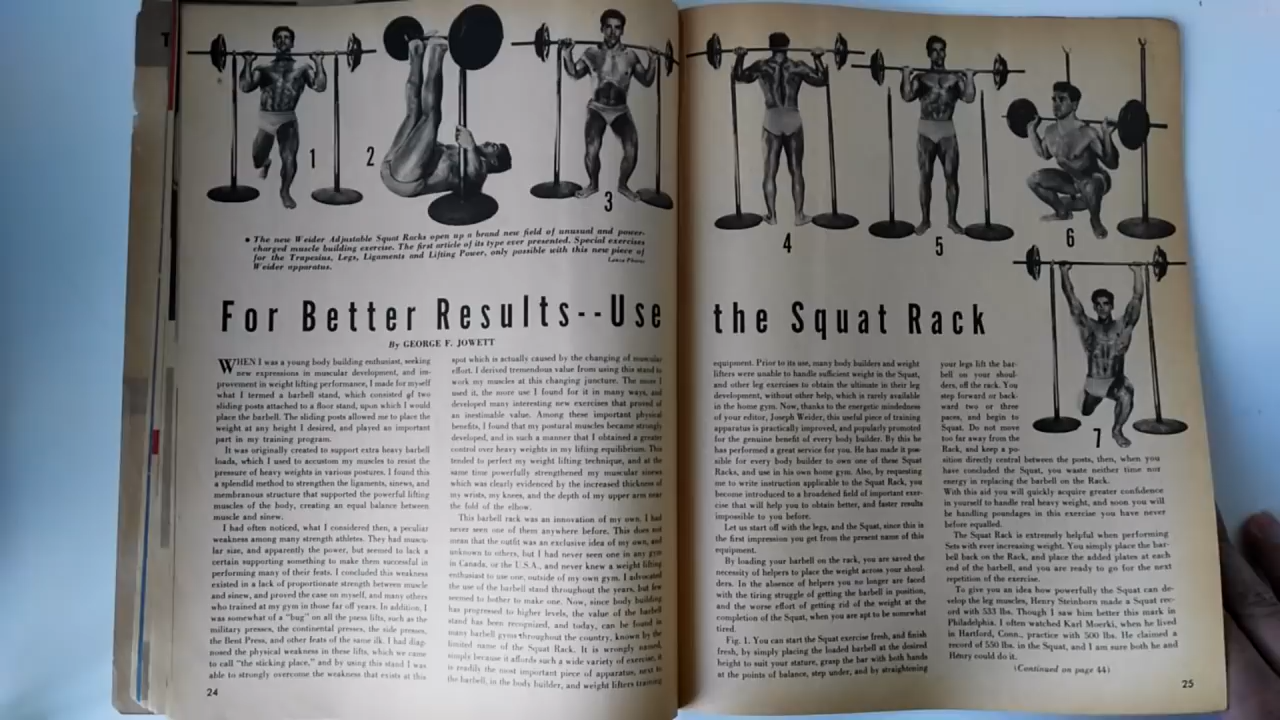 1
2
3
4
5
6
7
• The new Weider Adjustable Squat Racks open up a brand new field of unusual and power-
charged muscle building exercise. The first article of its type ever presented. Special exercises
for the Trapezius, Legs, Ligaments and Lifting Power, only possible with this new piece of
Weider apparatus.
For Better Results--Use the Squat Rack
By GEORGE F. JOWETT
WHEN I was a young body building enthusiast, seeking
new expressions in muscular development, and im-
provement in weight lifting performance, I made for myself
what I termed a barbell stand, which consisted of two
sliding posts attached to a floor stand, upon which I would
place the barbell. The sliding posts allowed me to place the
weight at any height I desired, and played an important
part in my training program.
It was originally created to support extra heavy barbell
loads, which I used to accustom my muscles to resist the
pressure of heavy weights in various postures. I found this
a splendid method to strengthen the ligaments, sinews, and
membranous structure that supported the powerful lifting
muscles of the body, creating an equal balance between
muscle and sinew.
I had often noticed, what I considered then, a peculiar
weakness among many strength athletes. They had muscu-
lar size, and apparently the power, but seemed to lack a
certain supporting something to make them successful in
performing many of their feats. I concluded this weakness
existed in a lack of proportionate strength between muscle
and sinew, and proved the case on myself, and many others
who trained at my gym in those far off years. In addition, I
was somewhat of a "bug" on all the press lifts, such as the
military presses, the continental presses, the side presses,
the Bent Press, and other feats of the same ilk. I had diag-
nosed the physical weakness in these lifts, which we came
to call "the sticking place," and by using this stand I was
able to strongly overcome the weakness that exists at this
24
spot which is actually caused by the changing of muscular
effort. I derived tremendous value from using this stand to
work my muscles at this changing juncture. The more I
used it, the more use I found for it in many ways, and
developed many interesting new exercises that proved of
an inestimable value. Among these important physical
benefits, I found that my postural muscles became strongly
developed, and in such a manner that I obtained a greater
control over heavy weights in my lifting equilibrium. This
tended to perfect my weight lifting technique, and at the
same time powerfully strengthened my muscular sinews
which was clearly evidenced by the increased thickness of
my wrists, my knees, and the depth of my upper arm near
the fold of the elbow.
This barbell rack was an innovation of my own. I had
never seen one of them anywhere before. This does not
mean that the outfit was an exclusive idea of my own, and
unknown to others, but I had never seen one in any gym
in Canada, or the U.S.A., and never knew a weight lifting
enthusiast to use one, outside of my own gym. I advocated
the use of the barbell stand throughout the years, but few
seemed to bother to make one. Now, since body building
has progressed to higher levels, the value of the barbell
stand has been recognized, and today, can be found in
many barbell gyms throughout the country, known by the
limited name of the Squat Rack. It is wrongly named,
simply because it affords such a wide variety of exercise, it
is readily the most important piece of apparatus, next to
the barbell, in the body builder, and weight lifters training
equipment. Prior to its use, many body builders and weight
lifters were unable to handle sufficient weight in the Squat,
and other leg exercises to obtain the ultimate in their leg
development, without other help, which is rarely available
in the home gym. Now, thanks to the energetic mindedness
of your editor, Joseph Weider, this useful piece of training
apparatus is practically improved, and popularly promoted
for the genuine benefit of every body builder. By this he
has performed a great service for you. He has made it pos-
sible for every body builder to own one of these Squat
Racks, and use in his own home gym. Also, by requesting
me to write instruction applicable to the Squat Rack, you
become introduced to a broadened field of important exer-
cise that will help you to obtain better, and faster results
impossible to you before.
Let us start off with the legs, and the Squat, since this is
the first impression you get from the present name of this
equipment.
By loading your barbell on the rack, you are saved the
necessity of helpers to place the weight across your shoul-
ders. In the absence of helpers you no longer are faced
with the tiring struggle of getting the barbell in position,
and the worse effort of getting rid of the weight at the
completion of the Squat, when you are apt to be somewhat
tired.
Fig. 1. You can start the Squat exercise fresh, and finish
fresh, by simply placing the loaded barbell at the desired
height to suit your stature, grasp the bar with both hands
at the points of balance, step under, and by straightening
your legs lift the bar-
bell on your shoul-
ders, off the rack. You
step forward or back-
ward two or three
paces, and begin to
Squat. Do not move
too far away from the
Rack, and keep a po-
sition directly central between the posts, then, when you
have concluded the Squat, you waste neither time nor
energy in replacing the barbell on the Rack.
With this aid you will quickly acquire greater confidence
in yourself to handle real heavy weight, and soon you will
be handling poundages in this exercise you have never
before equalled.
The Squat Rack is extremely helpful when performing
Sets with ever increasing weight. You simply place the bar-
bell back on the Rack, and place the added plates at each
end of the barbell, and you are ready to go for the next
repetition of the exercise.
To give you an idea how powerfully the Squat can de-
velop the leg muscles, Henry Steinborn made a Squat rec-
ord with 533 lbs. Though I saw him better this mark in
Philadelphia. I often watched Karl Moerki, when he lived
in Hartford, Conn., practice with 500 lbs. He claimed a
record of 550 lbs. in the Squat, and I am sure both he and
Henry could do it.
(Continued on page 44)
25